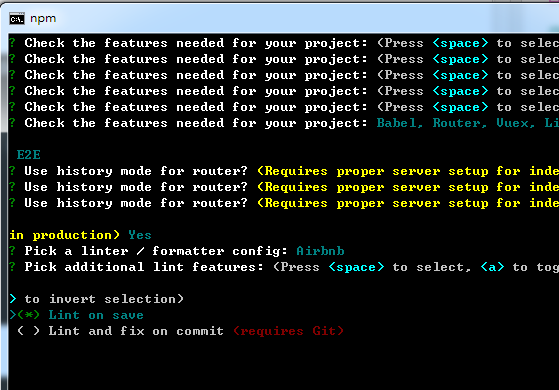 npm
? Check the features needed for your project: (Press <space> to selec
? Check the features needed for your project: (Press <space> to selec
? Check the features needed for your project: (Press <space> to selec
? Check the features needed for your project: (Press <space> to selec
? Check the features needed for your project: (Press <space> to selec
? Check the features needed for your project: Babel, Router, Vuex, Li
E2E
? Use history mode for router? (Requires proper server setup for inde
? Use history mode for router? (Requires proper server setup for inde
? Use history mode for router? (Requires proper server setup for inde
in production) Yes
? Pick a linter / formatter config: Airbnb
? Pick additional lint features: (Press <space> to select, <a> to tog
> to invert selection)
>(*) Lint on save
( ) Lint and fix on commit (requires Git)